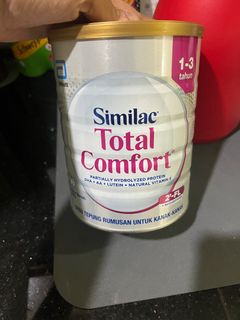 1-3
tahun
Abbott
Similac
Total
Comfort
PARTIALLY HYDROLYZED PROTEIN
DHA • AA • LUTEIN • NATURAL VITAMIN E
2'-FL
TEPUNG RUMUSAN UNTUK KANAK-KANAK